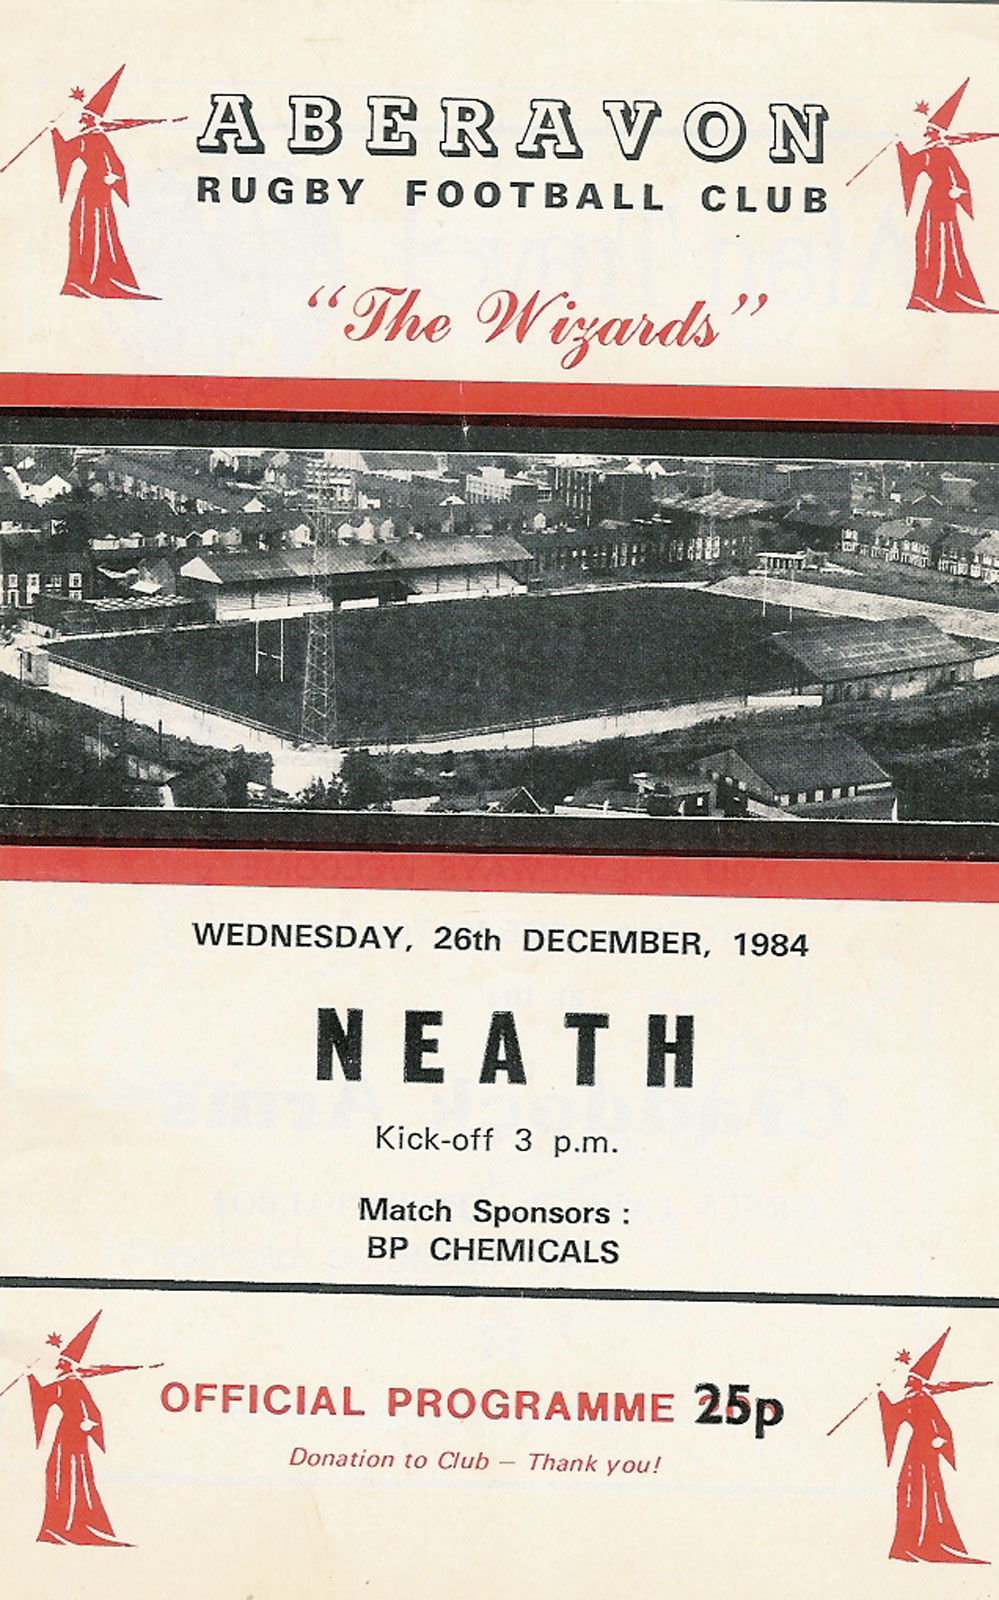 ABERAVON
RUGBY FOOTBALL CLUB
"The Wizards"
WEDNESDAY, 26th DECEMBER, 1984
NEATH
Kick-off 3 p.m.
Match Sponsors :
BP CHEMICALS
OFFICIAL PROGRAMME 25p
Donation to Club — Thank you!